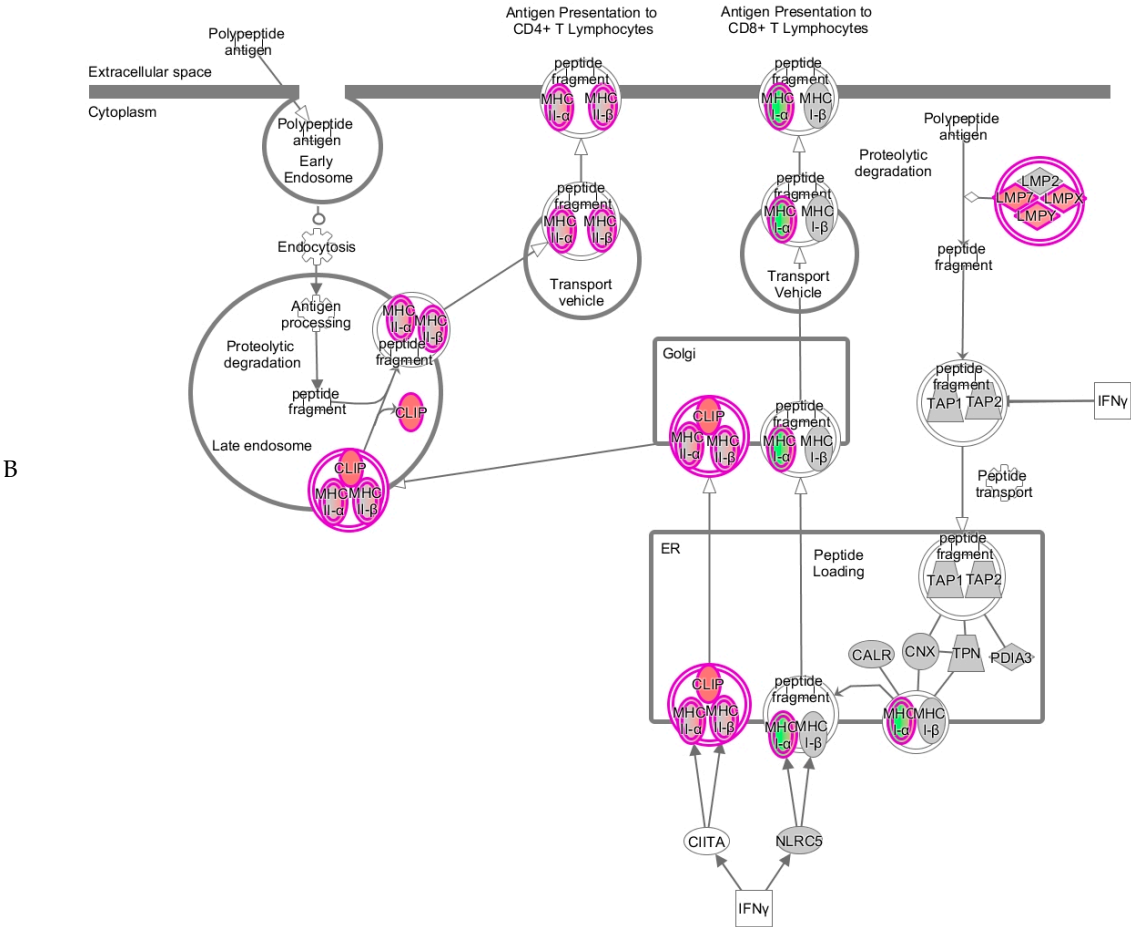 Antigen Presentation to
CD4+ T Lymphocytes
Antigen Presentation to
CD8+ T Lymphocytes
Polypeptide
antigen
Extracellular space
Cytoplasm
peptide
fragment
MHC
II-α
MHC
II-β
peptide
fragment
MHC
I-α
MHC
I-β
Polypeptide
antigen
Early
Endosome
Polypeptide
antigen
Proteolytic
degradation
LMP2
LMP7
LMPX
LMPY
peptide
fragment
MHC
II-α
MHC
II-β
Transport
vehicle
peptide
fragment
MHC
I-α
MHC
I-β
Transport
Vehicle
peptide
fragment
Endocytosis
Antigen
processing
Proteolytic
degradation
peptide
fragment
MHC
II-α
MHC
II-β
peptide
fragment
CLIP
Late endosome
CLIP
MHC
II-α
MHC
II-β
Golgi
CLIP
MHC
II-α
MHC
II-β
peptide
fragment
MHC
I-α
MHC
I-β
peptide
fragment
TAP1
TAP2
IFNγ
B
Peptide
transport
ER
Peptide
Loading
peptide
fragment
TAP1
TAP2
CALR
CNX
TPN
PDIA3
CLIP
MHC
II-α
MHC
II-β
peptide
fragment
MHC
I-α
MHC
I-β
MHC
I-α
MHC
I-β
CIITA
NLRC5
IFNγ